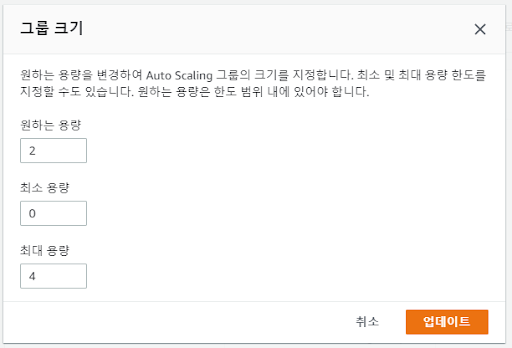 그룹 크기
원하는 용량을 변경하여 Auto Scaling 그룹의 크기를 지정합니다. 최소 및 최대 용량 한도를
지정할 수도 있습니다. 원하는 용량은 한도 범위 내에 있어야 합니다.
원하는 용량
2
최소 용량
0
최대 용량
4
취소 업데이트